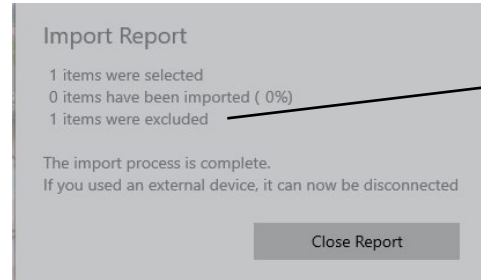 Import Report
1 items were selected
0 items have been imported ( 0%)
1 items were excluded
The import process is complete.
If you used an external device, it can now be disconnected
Close Report